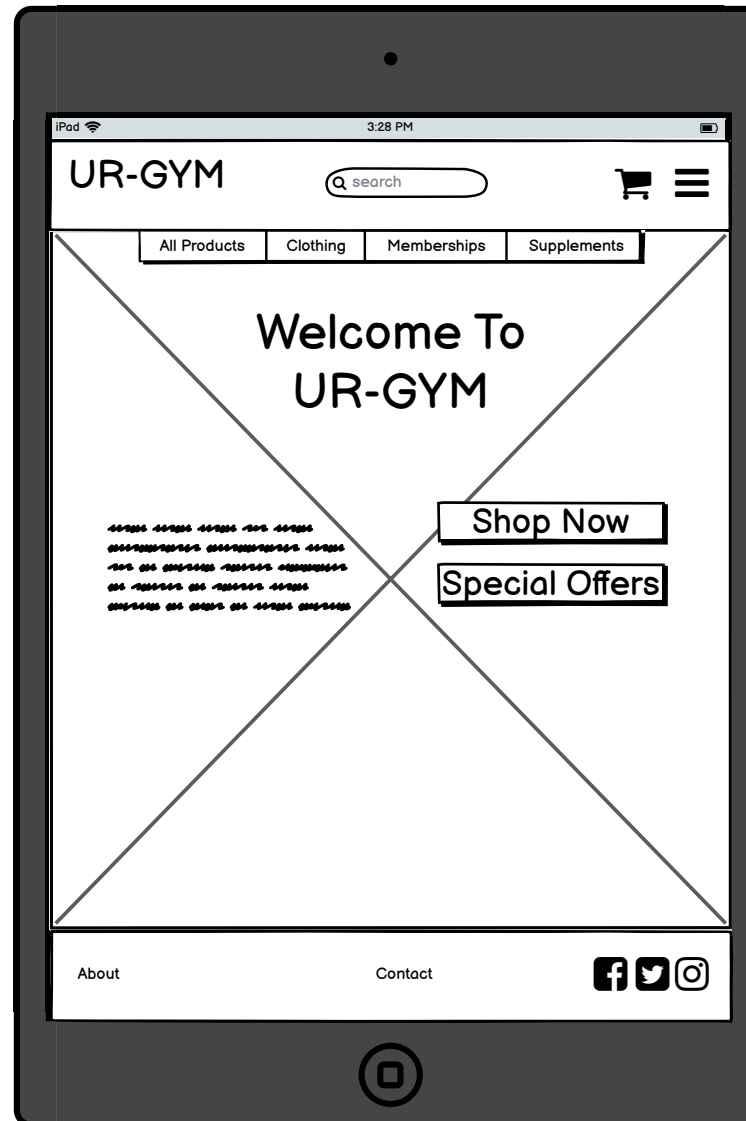 iPad 3:28 PM
UR-GYM search
All Products Clothing Memberships Supplements
Welcome To
UR-GYM
Shop Now
Special Offers
About Contact